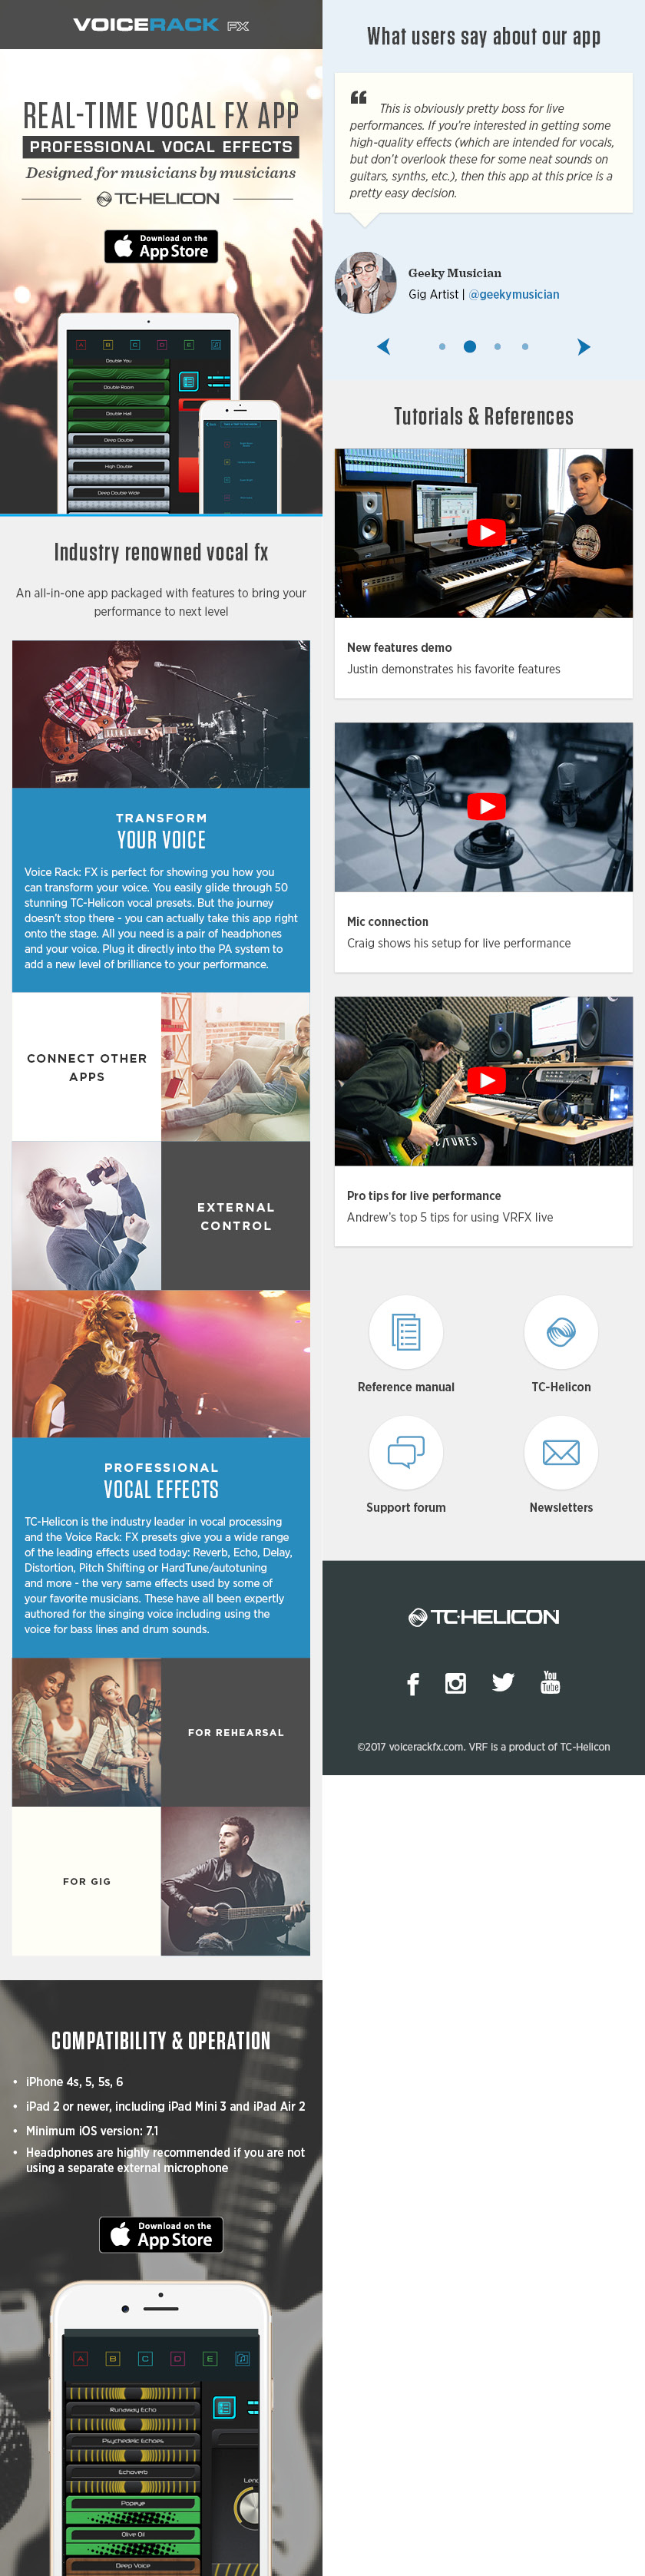 VOICERACK FX
REAL-TIME VOCAL FX APP
PROFESSIONAL VOCAL EFFECTS
Designed for musicians by musicians
TC·HELICON
Download on the
App Store
A B C D E
Double You
Double Room
Double Hall
Deep Double
High Double
Deep Double Wide
Industry renowned vocal fx
An all-in-one app packaged with features to bring your
performance to next level
TRANSFORM
YOUR VOICE
Voice Rack: FX is perfect for showing you how you
can transform your voice. You easily glide through 50
stunning TC-Helicon vocal presets. But the journey
doesn't stop there - you can actually take this app right
onto the stage. All you need is a pair of headphones
and your voice. Plug it directly into the PA system to
add a new level of brilliance to your performance.
CONNECT OTHER
APPS
EXTERNAL
CONTROL
PROFESSIONAL
VOCAL EFFECTS
TC-Helicon is the industry leader in vocal processing
and the Voice Rack: FX presets give you a wide range
of the leading effects used today: Reverb, Echo, Delay,
Distortion, Pitch Shifting or HardTune/autotuning
and more - the very same effects used by some of
your favorite musicians. These have all been expertly
authored for the singing voice including using the
voice for bass lines and drum sounds.
FOR REHEARSAL
FOR GIG
COMPATIBILITY & OPERATION
• iPhone 4s, 5, 5s, 6
• iPad 2 or newer, including iPad Mini 3 and iPad Air 2
• Minimum iOS version: 7.1
• Headphones are highly recommended if you are not
using a separate external microphone
Download on the
App Store
A B C D E
Runaway Echo
Psychedelic Echoes
Echoverb
Popeye
Olive Oil
Deep Voice
Leng
What users say about our app
❝ This is obviously pretty boss for live
performances. If you're interested in getting some
high-quality effects (which are intended for vocals,
but don't overlook these for some neat sounds on
guitars, synths, etc.), then this app at this price is a
pretty easy decision.
Geeky Musician
Gig Artist | @geekymusician
Tutorials & References
New features demo
Justin demonstrates his favorite features
Mic connection
Craig shows his setup for live performance
Pro tips for live performance
Andrew's top 5 tips for using VRFX live
Reference manual
TC-Helicon
Support forum
Newsletters
TC·HELICON
You
Tube
©2017 voicerackfx.com. VRF is a product of TC-Helicon